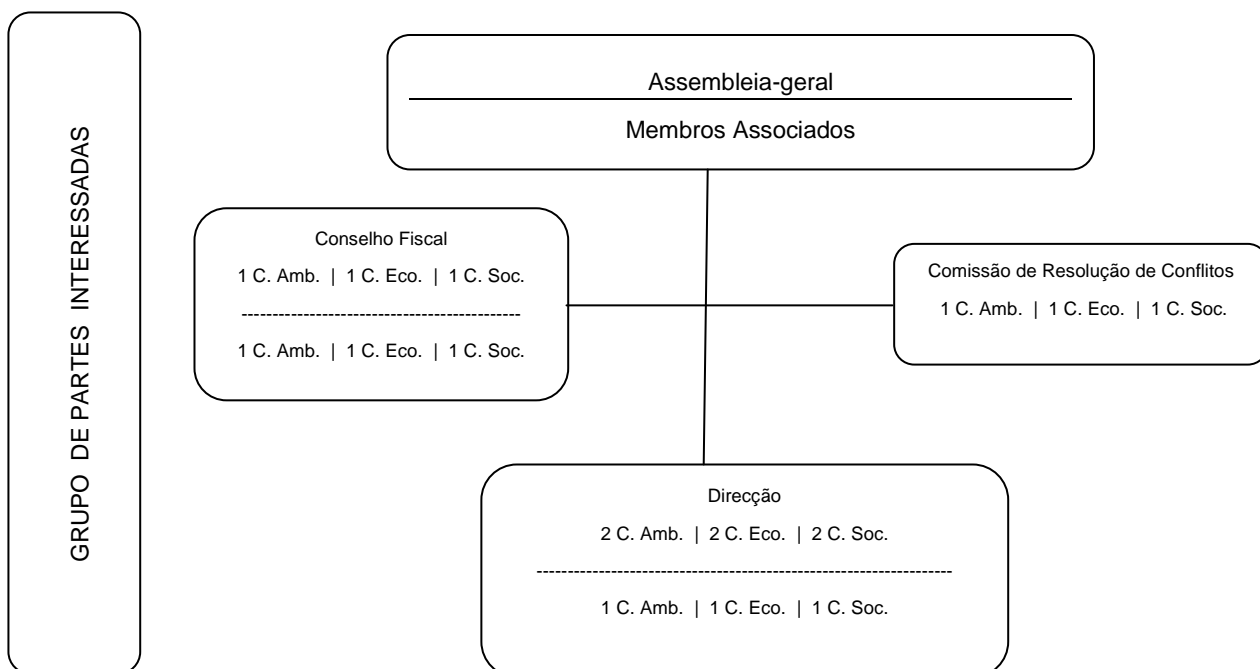 GRUPO DE PARTES INTERESSADAS
Assembleia-geral
Membros Associados
Conselho Fiscal
1 C. Amb. | 1 C. Eco. | 1 C. Soc.
---------------------------------------------
1 C. Amb. | 1 C. Eco. | 1 C. Soc.
Comissão de Resolução de Conflitos
1 C. Amb. | 1 C. Eco. | 1 C. Soc.
Direcção
2 C. Amb. | 2 C. Eco. | 2 C. Soc.
-------------------------------------------------------------------
1 C. Amb. | 1 C. Eco. | 1 C. Soc.